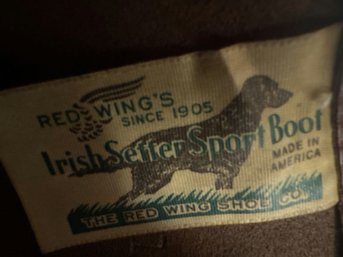 RED WING'S
SINCE 1905
Irish Setter Sport Boot
MADE IN
AMERICA
THE RED WING SHOE CO.